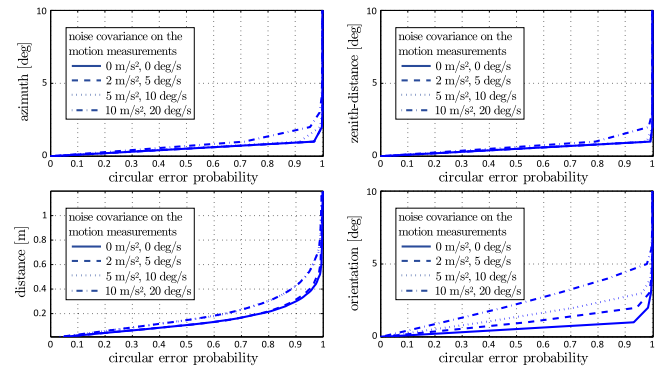 10
5
0
azimuth [deg]
noise covariance on the
motion measurements
0 m/s², 0 deg/s
2 m/s², 5 deg/s
5 m/s², 10 deg/s
10 m/s², 20 deg/s
0 0.1 0.2 0.3 0.4 0.5 0.6 0.7 0.8 0.9 1
circular error probability
10
5
0
zenith-distance [deg]
noise covariance on the
motion measurements
0 m/s², 0 deg/s
2 m/s², 5 deg/s
5 m/s², 10 deg/s
10 m/s², 20 deg/s
0 0.1 0.2 0.3 0.4 0.5 0.6 0.7 0.8 0.9 1
circular error probability
1
0.8
0.6
0.4
0.2
distance [m]
noise covariance on the
motion measurements
0 m/s², 0 deg/s
2 m/s², 5 deg/s
5 m/s², 10 deg/s
10 m/s², 20 deg/s
0 0.1 0.2 0.3 0.4 0.5 0.6 0.7 0.8 0.9 1
circular error probability
10
5
0
orientation [deg]
noise covariance on the
motion measurements
0 m/s², 0 deg/s
2 m/s², 5 deg/s
5 m/s², 10 deg/s
10 m/s², 20 deg/s
0 0.1 0.2 0.3 0.4 0.5 0.6 0.7 0.8 0.9 1
circular error probability